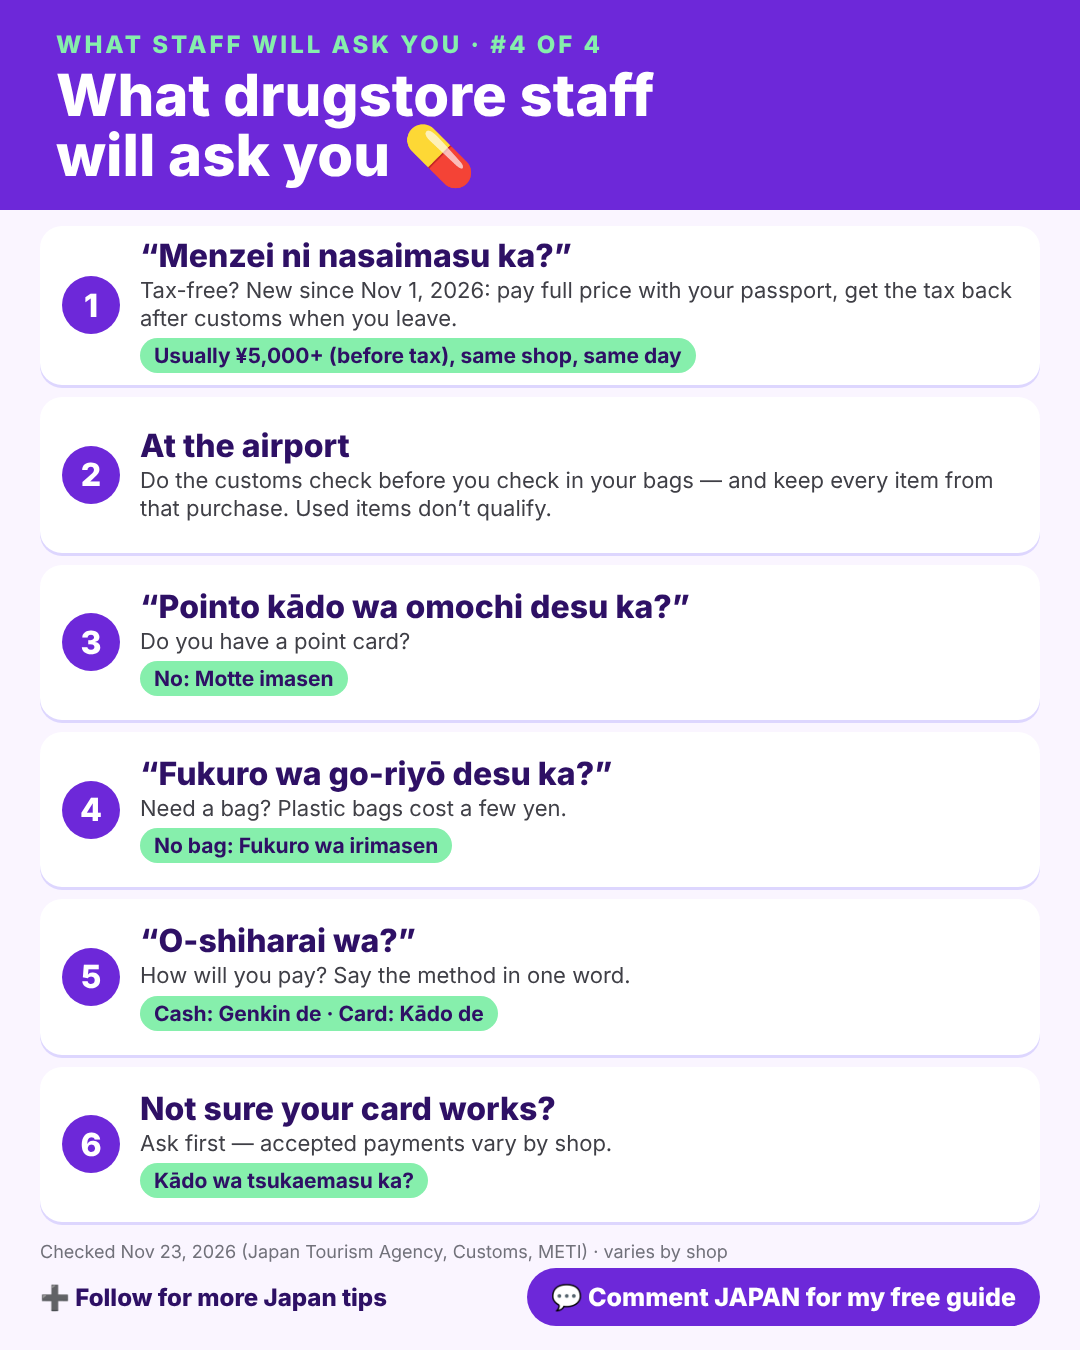 WHAT STAFF WILL ASK YOU · #4 OF 4
What drugstore staff
will ask you 💊
1
“Menzei ni nasaimasu ka?”
Tax-free? New since Nov 1, 2026: pay full price with your passport, get the tax back
after customs when you leave.
Usually ¥5,000+ (before tax), same shop, same day
2
At the airport
Do the customs check before you check in your bags — and keep every item from
that purchase. Used items don’t qualify.
3
“Pointo kādo wa omochi desu ka?”
Do you have a point card?
No: Motte imasen
4
“Fukuro wa go-riyō desu ka?”
Need a bag? Plastic bags cost a few yen.
No bag: Fukuro wa irimasen
5
“O-shiharai wa?”
How will you pay? Say the method in one word.
Cash: Genkin de · Card: Kādo de
6
Not sure your card works?
Ask first — accepted payments vary by shop.
Kādo wa tsukaemasu ka?
Checked Nov 23, 2026 (Japan Tourism Agency, Customs, METI) · varies by shop
➕ Follow for more Japan tips
💬 Comment JAPAN for my free guide